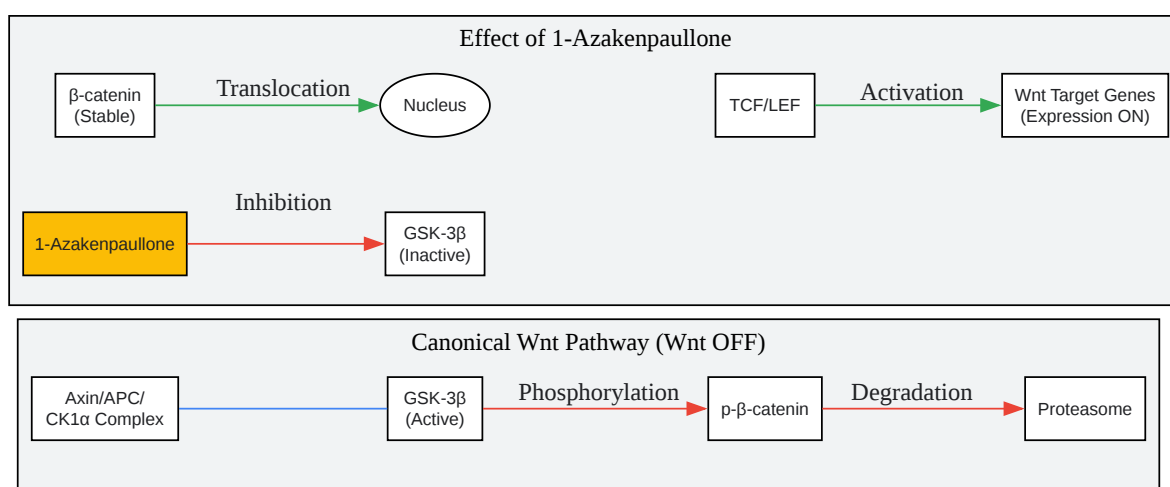 Effect of 1-Azakenpaullone
β-catenin
(Stable)
Translocation
Nucleus
TCF/LEF
Activation
Wnt Target Genes
(Expression ON)
1-Azakenpaullone
Inhibition
GSK-3β
(Inactive)
Canonical Wnt Pathway (Wnt OFF)
Axin/APC/
CK1α Complex
GSK-3β
(Active)
Phosphorylation
p-β-catenin
Degradation
Proteasome